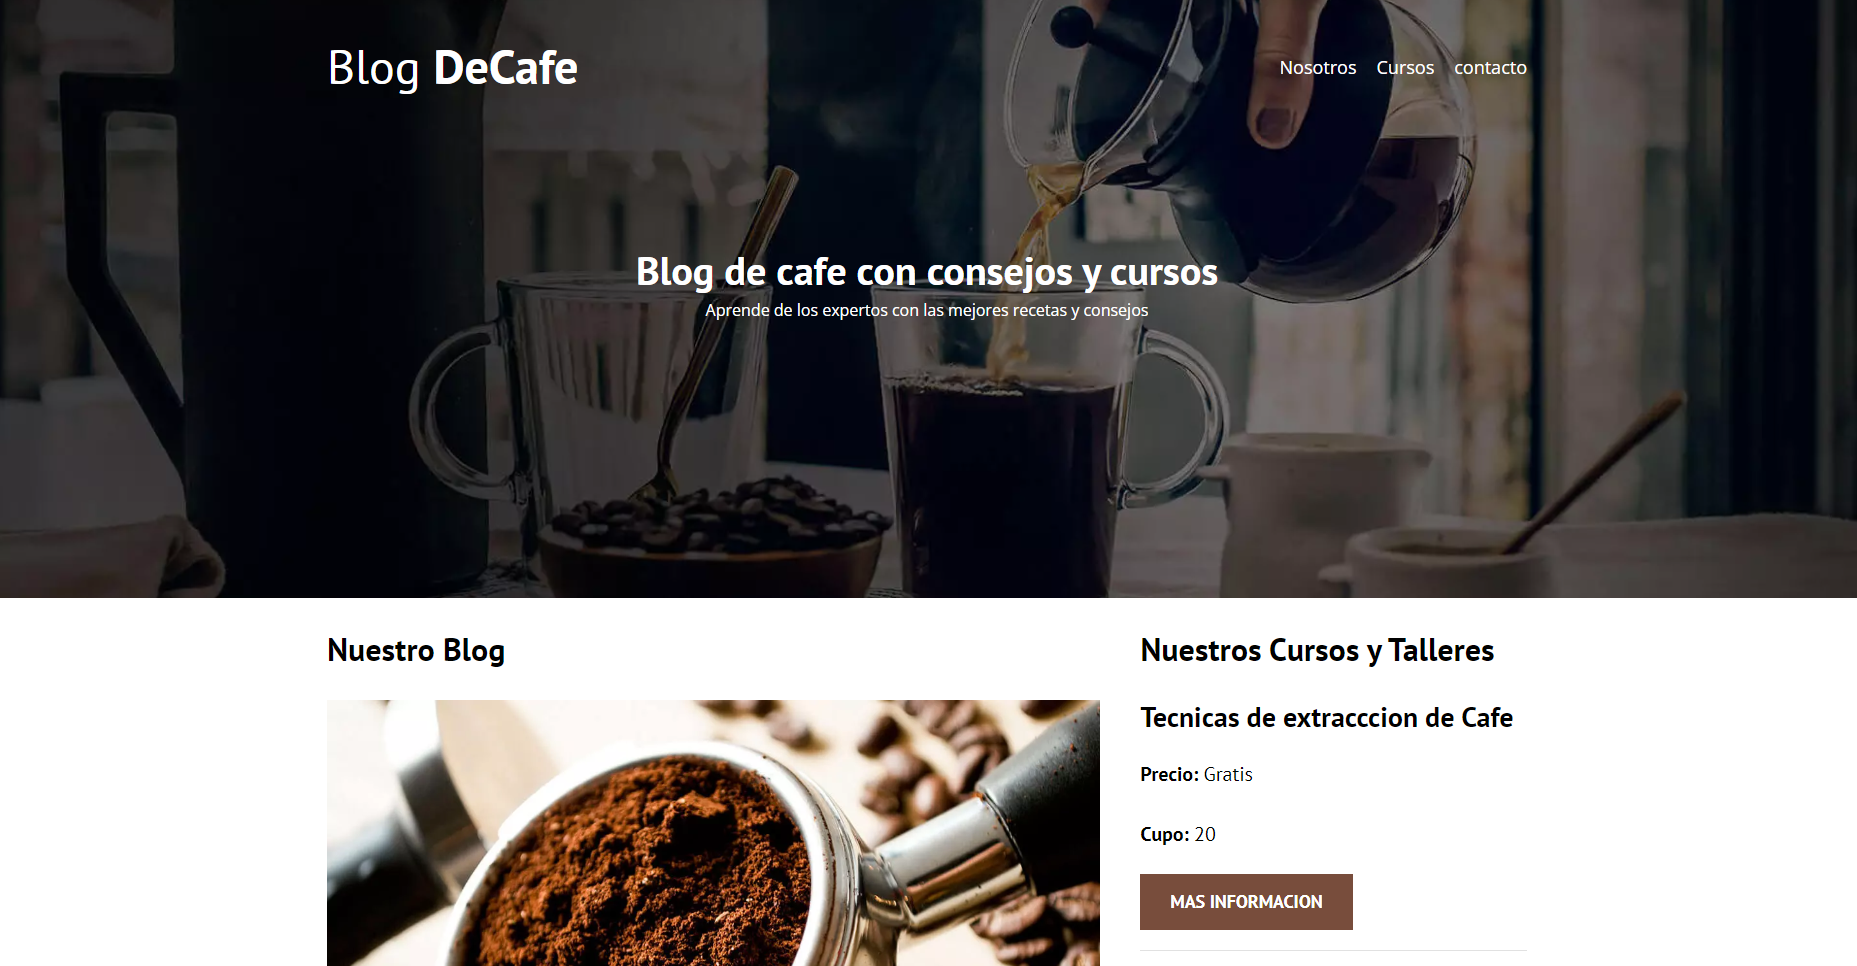 Blog DeCafe
Nosotros Cursos contacto
Blog de cafe con consejos y cursos
Aprende de los expertos con las mejores recetas y consejos
Nuestro Blog
Nuestros Cursos y Talleres
Tecnicas de extracccion de Cafe
Precio: Gratis
Cupo: 20
MAS INFORMACION